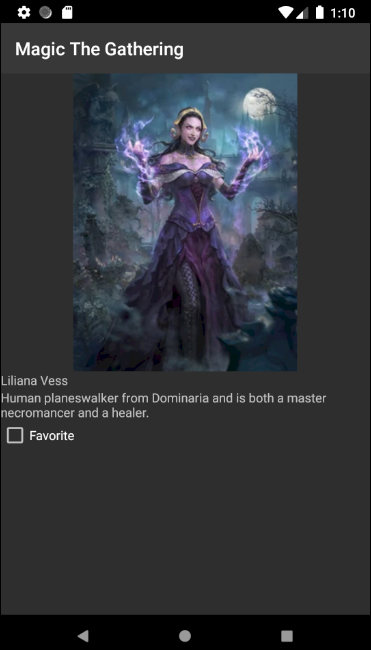 1:10
Magic The Gathering
Liliana Vess
Human planeswalker from Dominaria and is both a master
necromancer and a healer.
Favorite